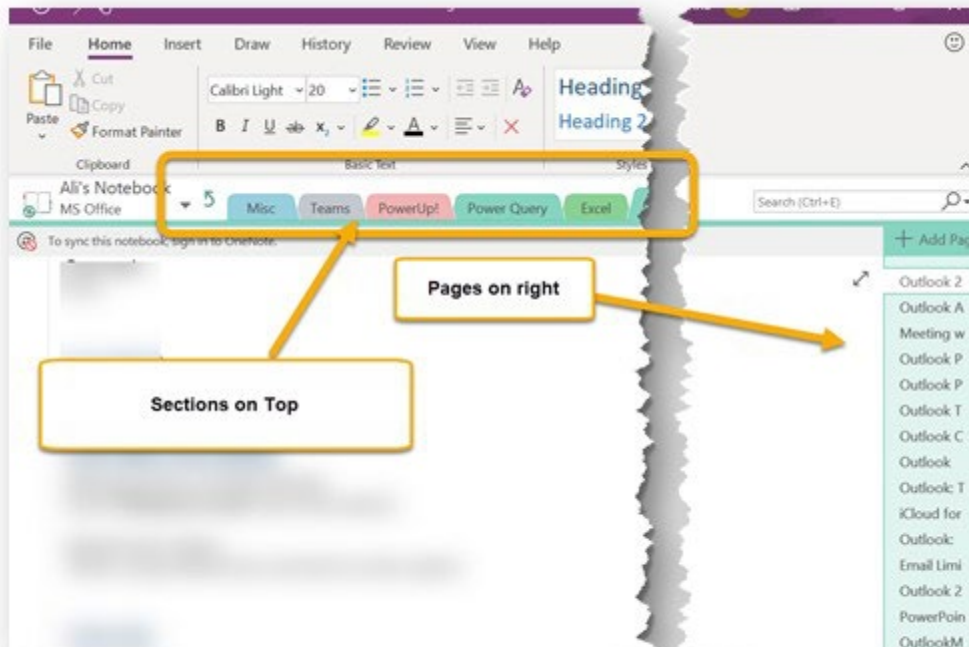 File Home Insert Draw History Review View Help
Cut
Copy
Paste
Format Painter
Calibri Light 20
B I U ab x A
Heading
Heading 2
Clipboard Basic Text Styles
Ali's Notebook
MS Office
Misc Teams PowerUp! Power Query Excel
Search (Ctrl+E)
To sync this notebook, sign in to OneNote.
Add Pag
Pages on right
Sections on Top
Outlook 2
Outlook A
Meeting w
Outlook P
Outlook P
Outlook T
Outlook C
Outlook
Outlook: T
iCloud for
Outlook:
Email Limi
Outlook 2
PowerPoin
OutlookM